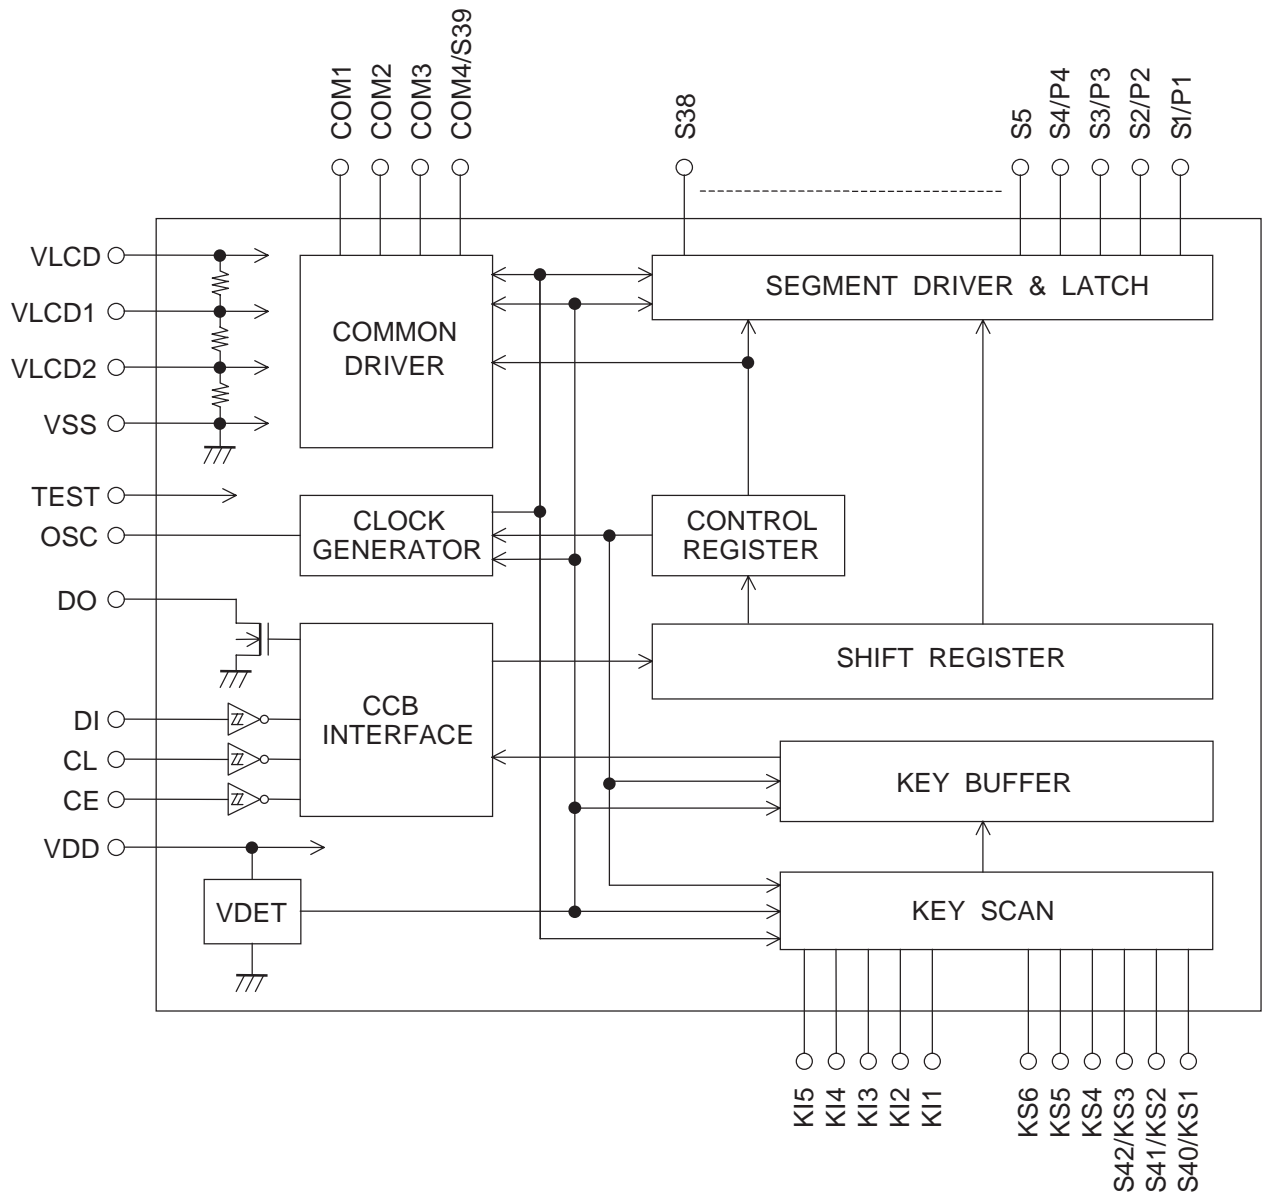 COM1
COM2
COM3
COM4/S39
S38
S5
S4/P4
S3/P3
S2/P2
S1/P1
VLCD
VLCD1
VLCD2
VSS
TEST
OSC
DO
DI
CL
CE
VDD
COMMON
DRIVER
SEGMENT DRIVER & LATCH
CLOCK
GENERATOR
CONTROL
REGISTER
CCB
INTERFACE
SHIFT REGISTER
KEY BUFFER
VDET
KEY SCAN
KI5
KI4
KI3
KI2
KI1
KS6
KS5
KS4
S42/KS3
S41/KS2
S40/KS1